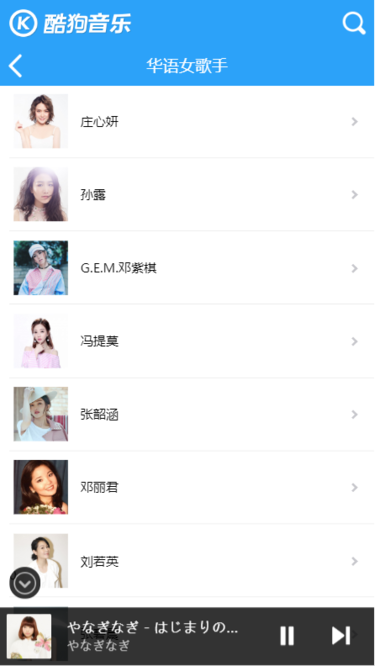 酷狗音乐
华语女歌手
庄心妍
孙露
G.E.M.邓紫棋
冯提莫
张韶涵
邓丽君
刘若英
やなぎなぎ - はじまりの...
やなぎなぎ